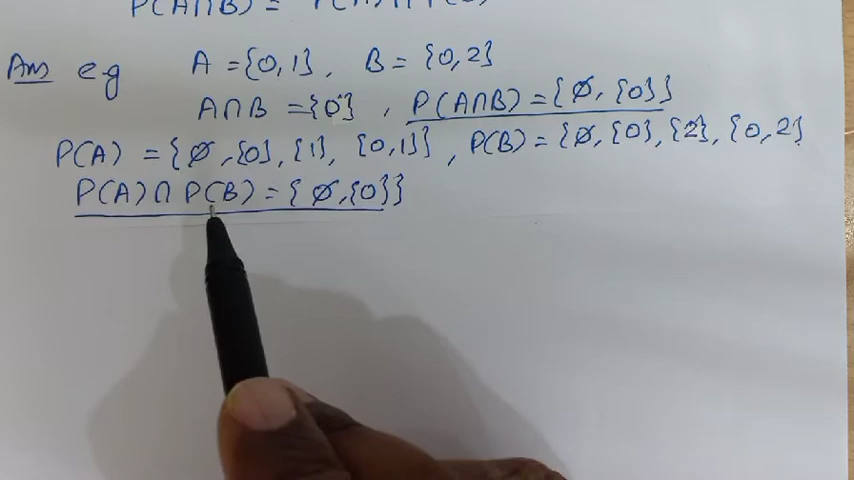 P(A∩B) = P(A)∩P(B)
Ans e.g A = {0,1}, B = {0,2}
A∩B = {0}, P(A∩B) = {∅, {0}}
P(A) = {∅, {0}, {1}, {0,1}}, P(B) = {∅, {0}, {2}, {0,2}
P(A)∩P(B) = {∅, {0}}